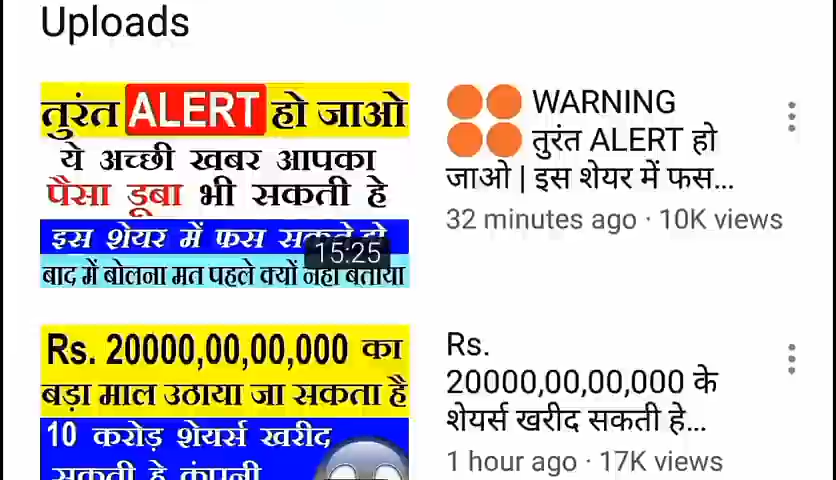 Uploads
तुरंत ALERT हो जाओ
ये अच्छी खबर आपका
पैसा डूबा भी सकती हे
इस शेयर में फस सकते हो
15:25
बाद में बोलना मत पहले क्यों नही बताया
WARNING
तुरंत ALERT हो
जाओ | इस शेयर में फस...
32 minutes ago · 10K views
Rs. 20000,00,00,000 का
बड़ा माल उठाया जा सकता है
10 करोड़ शेयर्स खरीद
सकती हे कंपनी
Rs.
20000,00,00,000 के
शेयर्स खरीद सकती हे...
1 hour ago · 17K views